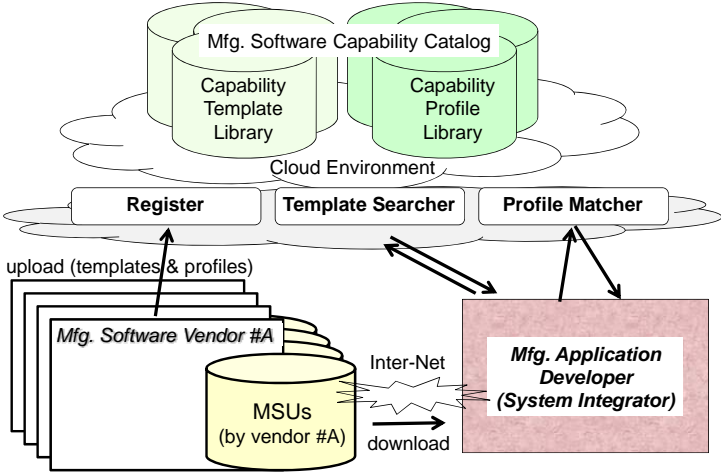 Mfg. Software Capability Catalog
Capability
Template
Library
Capability
Profile
Library
Cloud Environment
Register
Template Searcher
Profile Matcher
upload (templates & profiles)
Mfg. Software Vendor #A
MSUs
(by vendor #A)
Inter-Net
download
Mfg. Application
Developer
(System Integrator)